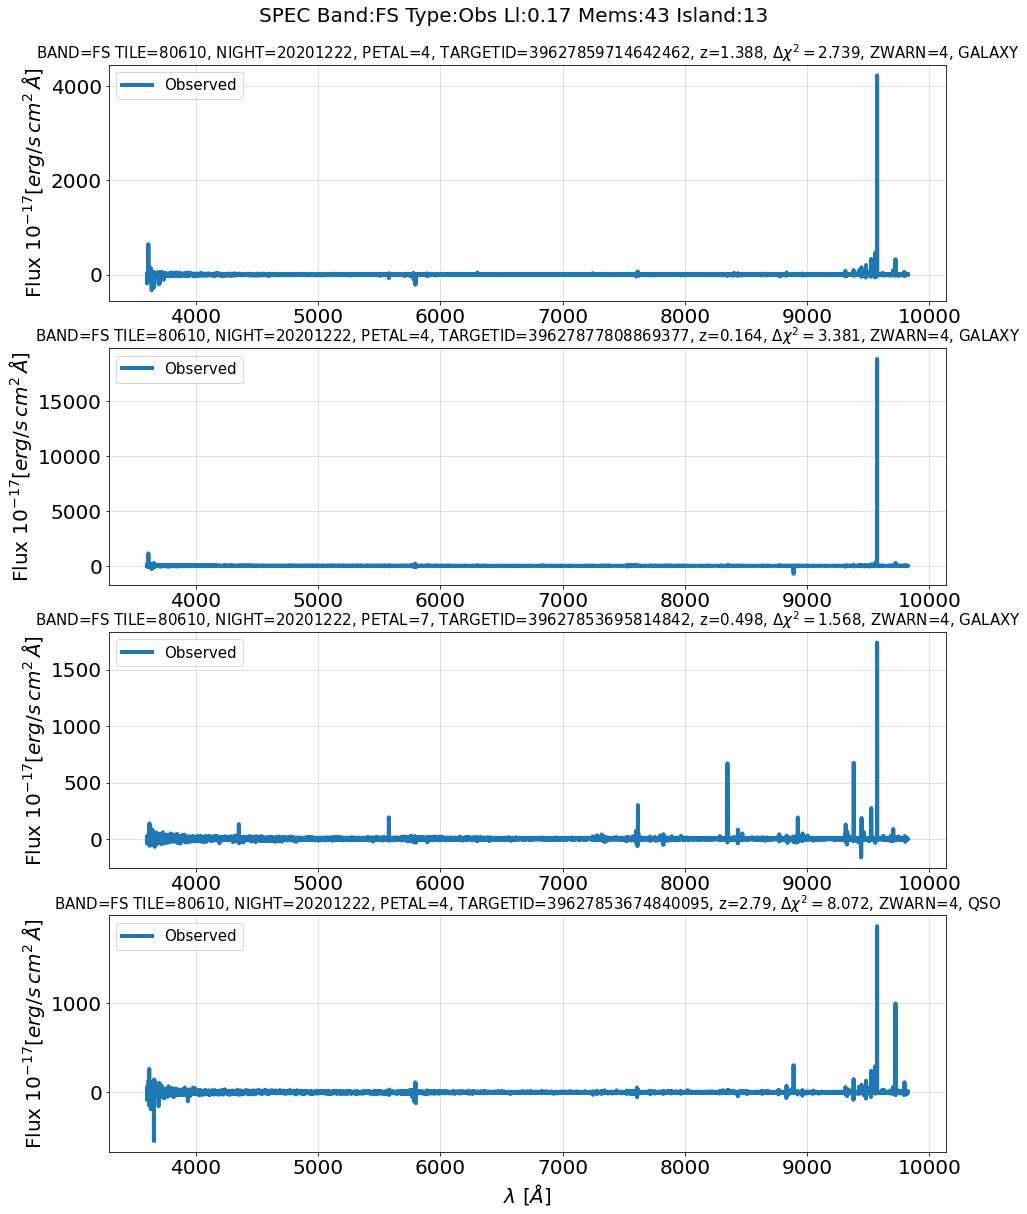 SPEC Band:FS Type:Obs Ll:0.17 Mems:43 Island:13
BAND=FS TILE=80610, NIGHT=20201222, PETAL=4, TARGETID=39627859714642462, z=1.388, Δχ² = 2.739, ZWARN=4, GALAXY
Flux 10⁻¹⁷[erg/s cm² Å]
4000
2000
0
Observed
4000 5000 6000 7000 8000 9000 10000
BAND=FS TILE=80610, NIGHT=20201222, PETAL=4, TARGETID=39627877808869377, z=0.164, Δχ² = 3.381, ZWARN=4, GALAXY
Flux 10⁻¹⁷[erg/s cm² Å]
15000
10000
5000
0
Observed
4000 5000 6000 7000 8000 9000 10000
BAND=FS TILE=80610, NIGHT=20201222, PETAL=7, TARGETID=39627853695814842, z=0.498, Δχ² = 1.568, ZWARN=4, GALAXY
Flux 10⁻¹⁷[erg/s cm² Å]
1500
1000
500
0
Observed
4000 5000 6000 7000 8000 9000 10000
BAND=FS TILE=80610, NIGHT=20201222, PETAL=4, TARGETID=39627853674840095, z=2.79, Δχ² = 8.072, ZWARN=4, QSO
Flux 10⁻¹⁷[erg/s cm² Å]
1000
0
Observed
4000 5000 6000 7000 8000 9000 10000
λ [Å]